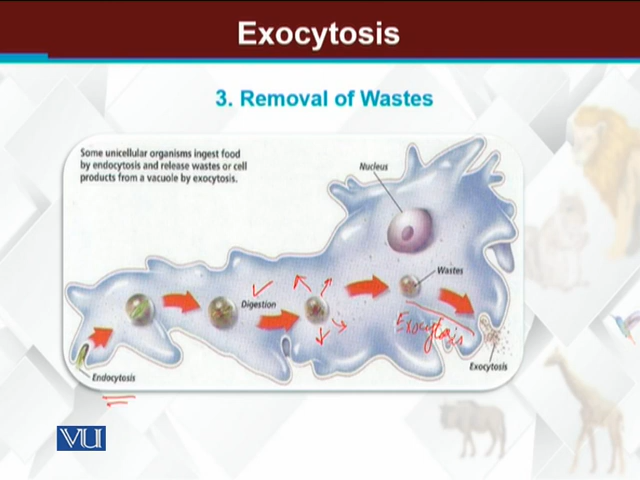 Exocytosis
3. Removal of Wastes
Some unicellular organisms ingest food
by endocytosis and release wastes or cell
products from a vacuole by exocytosis.
Nucleus
Wastes
Digestion
Exocytosis
Exocytosis
Endocytosis
VU